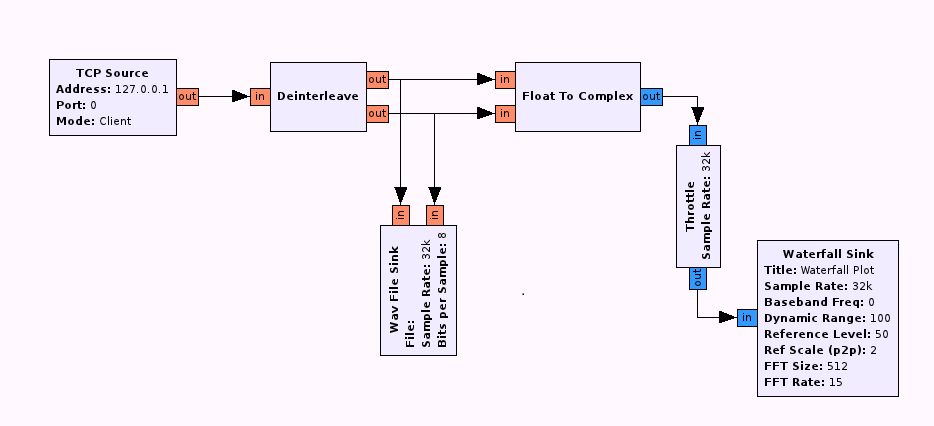 TCP Source
Address: 127.0.0.1
Port: 0
Mode: Client
out
in
Deinterleave
out
out
in
in
Float To Complex
out
in
Throttle
Sample Rate: 32k
out
in
in
Wav File Sink
File:
Sample Rate: 32k
Bits per Sample: 8
in
Waterfall Sink
Title: Waterfall Plot
Sample Rate: 32k
Baseband Freq: 0
Dynamic Range: 100
Reference Level: 50
Ref Scale (p2p): 2
FFT Size: 512
FFT Rate: 15